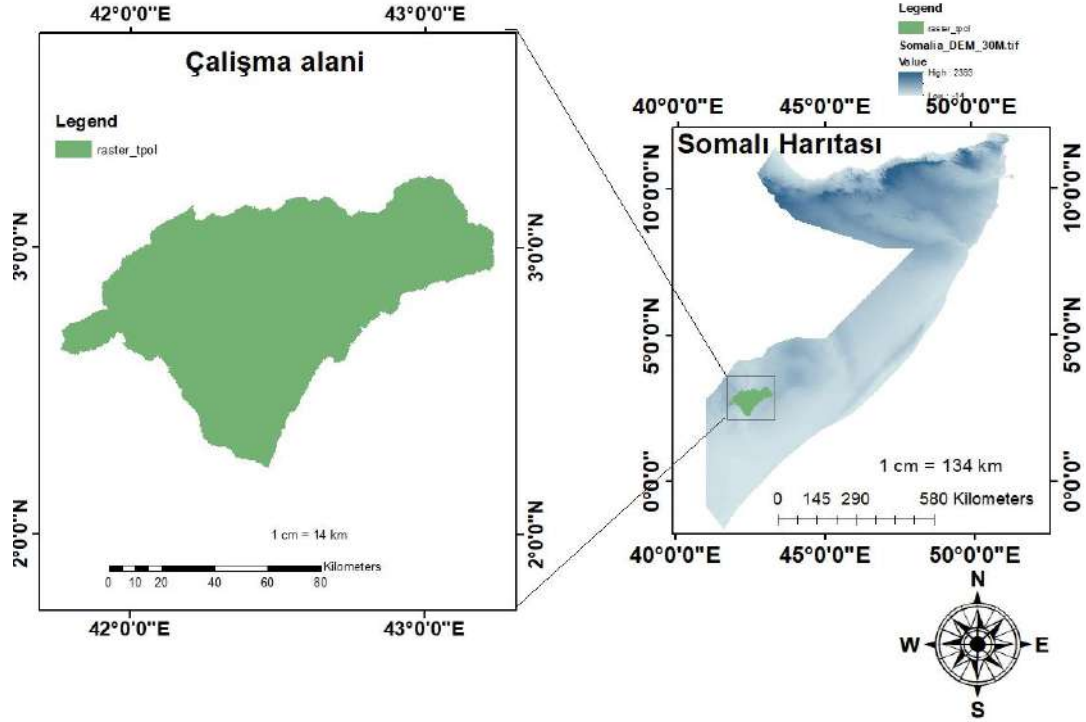 42°0'0"E 43°0'0"E
Çalişma alani
Legend
raster_tpol
3°0'0"N
2°0'0"N
3°0'0"N
2°0'0"N
1 cm = 14 km
Kilometers
0 10 20 40 60 80
42°0'0"E 43°0'0"E
Legend
raster_tpol
Somalia_DEM_30M.tif
Value
40°0'0"E 45°0'0"E 50°0'0"E
Somalı Harıtası
10°0'0"N
5°0'0"N
0°0'0"
10°0'0"N
5°0'0"N
0°0'0"
1 cm = 134 km
0 145 290 580 Kilometers
40°0'0"E 45°0'0"E 50°0'0"E
N
W E
S